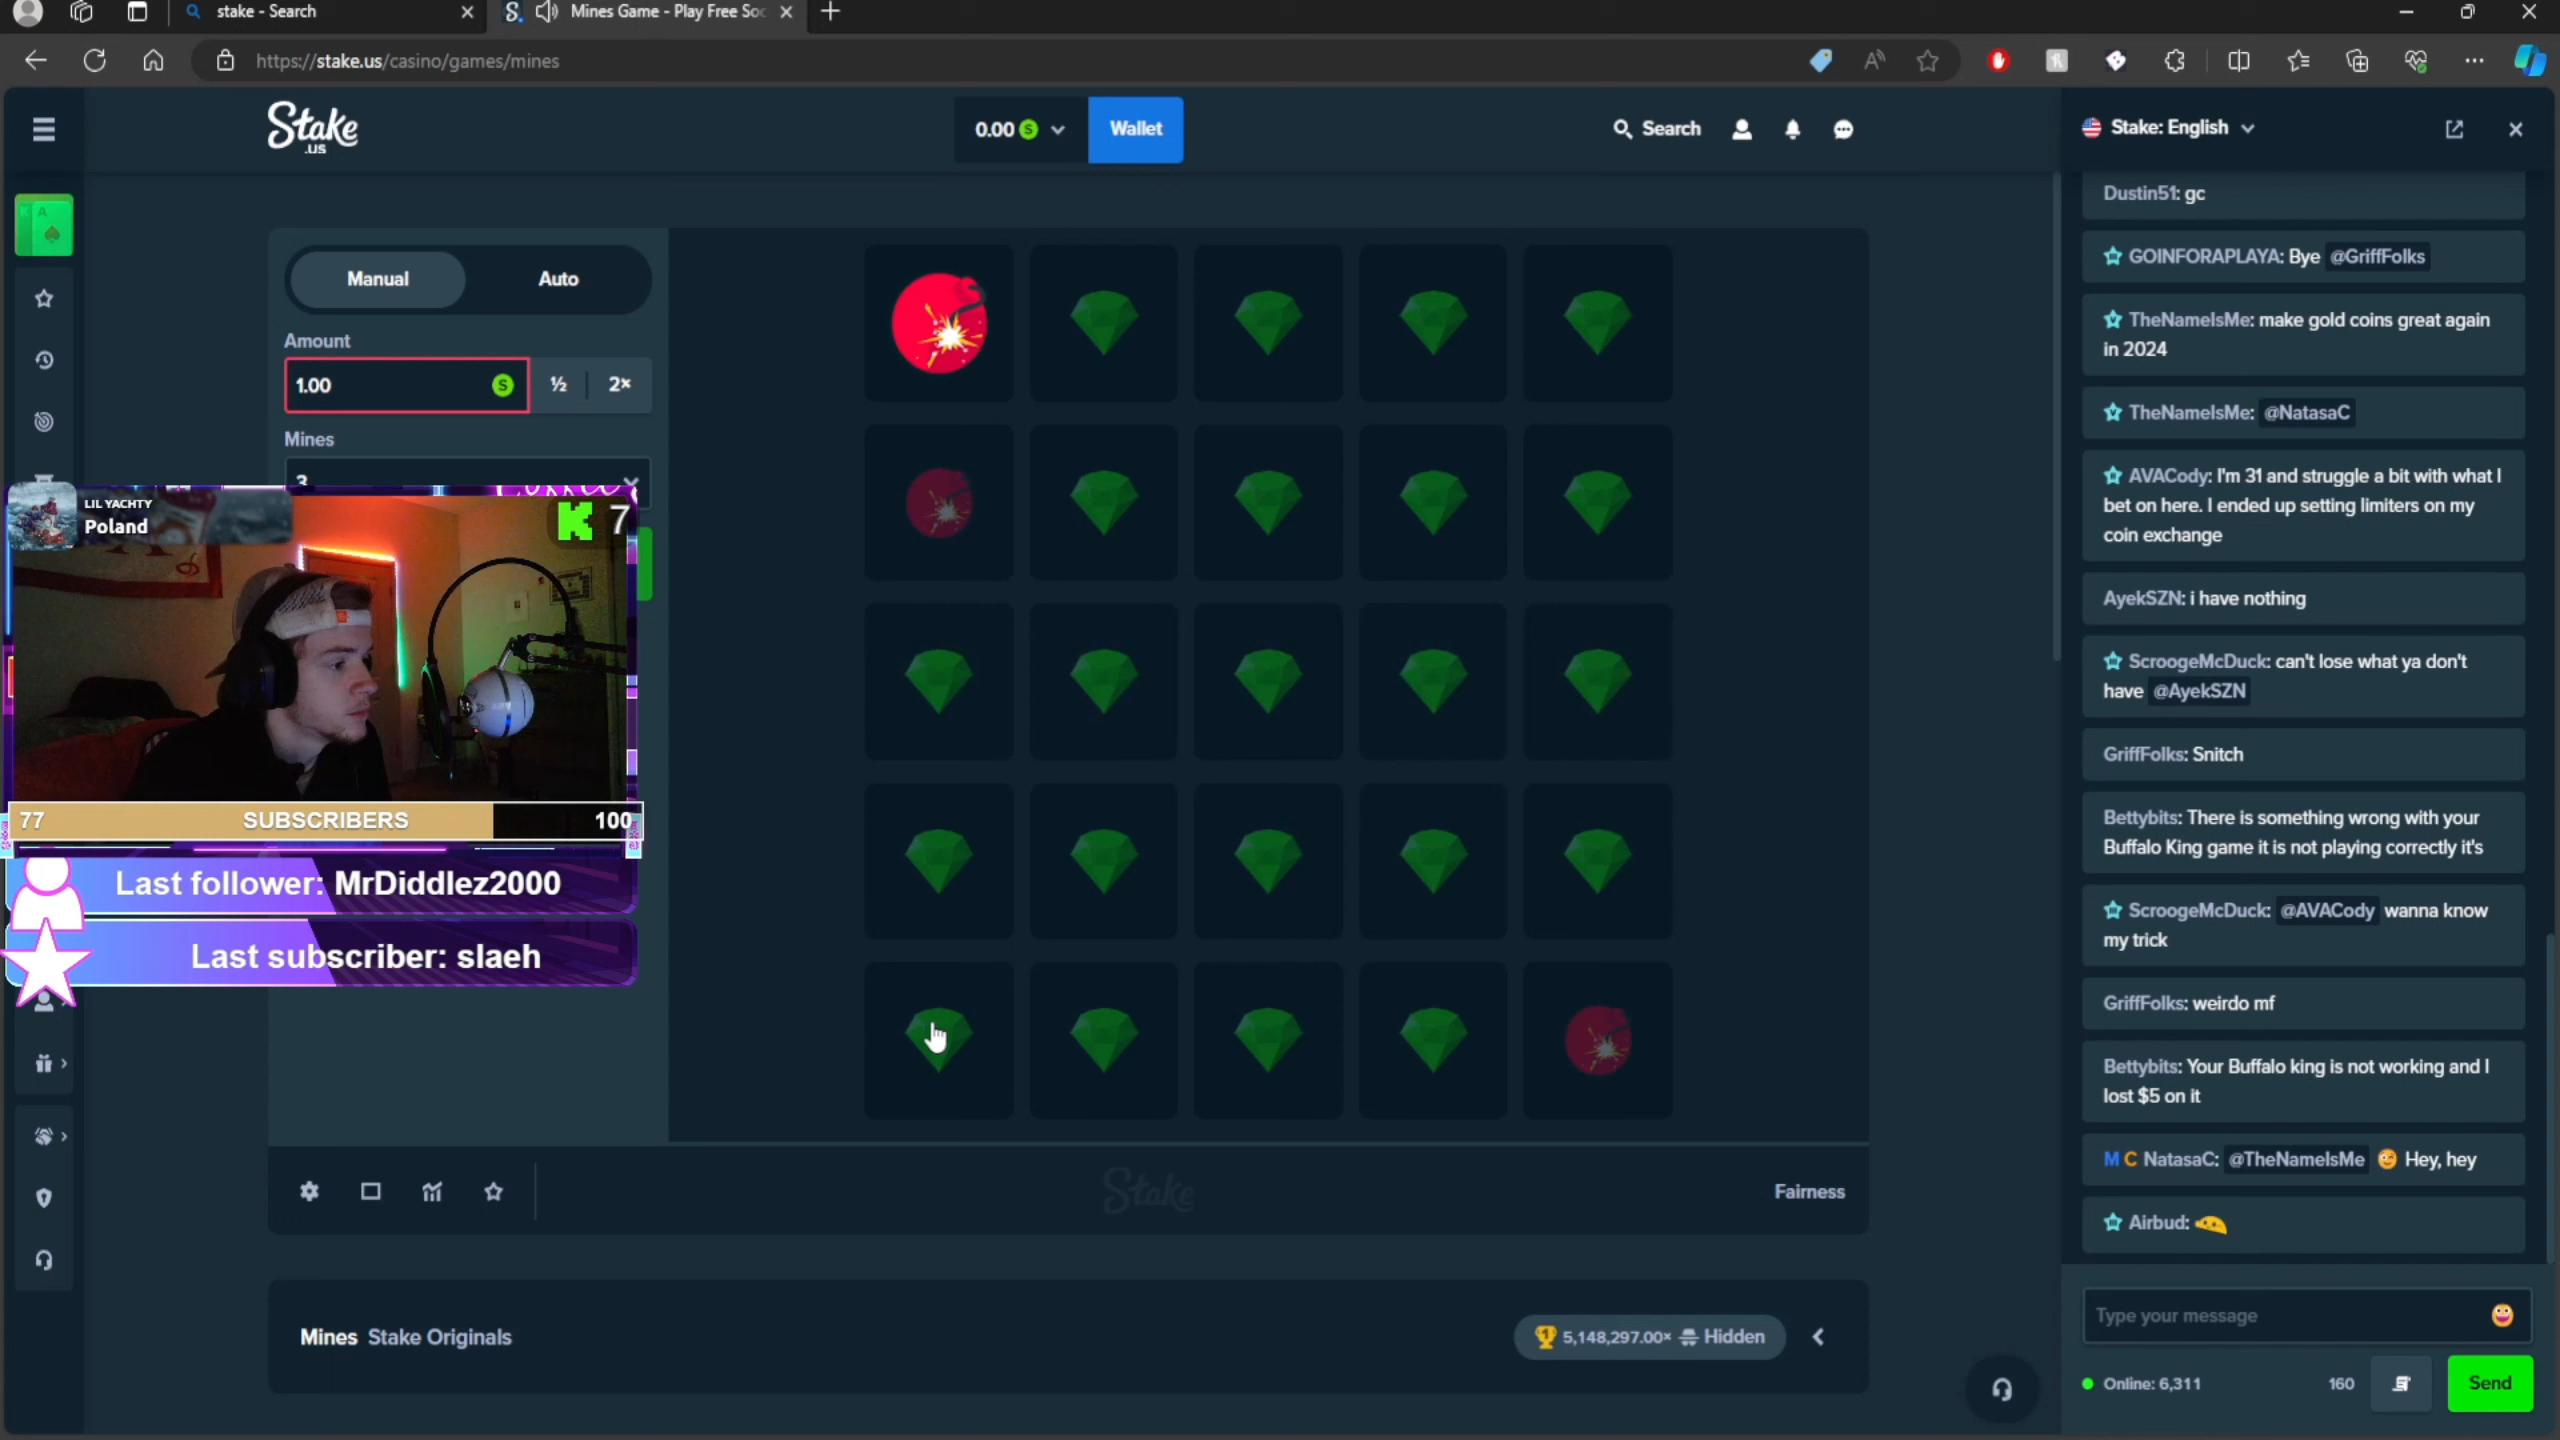 stake - Search
Mines Game - Play Free Soc
https://stake.us/casino/games/mines
Stake
.US
0.00
Wallet
Search
Stake: English
Manual
Auto
Amount
1.00
½
2×
Mines
3
LIL YACHTY
Poland
7
77
SUBSCRIBERS
100
Last follower: MrDiddlez2000
Last subscriber: slaeh
Stake
Fairness
Mines Stake Originals
5,148,297.00× Hidden
Dustin51: gc
GOINFORAPLAYA: Bye @GriffFolks
TheNameIsMe: make gold coins great again
in 2024
TheNameIsMe: @NatasaC
AVACody: I'm 31 and struggle a bit with what I
bet on here. I ended up setting limiters on my
coin exchange
AyekSZN: i have nothing
ScroogeMcDuck: can't lose what ya don't
have @AyekSZN
GriffFolks: Snitch
Bettybits: There is something wrong with your
Buffalo King game it is not playing correctly it's
ScroogeMcDuck: @AVACody wanna know
my trick
GriffFolks: weirdo mf
Bettybits: Your Buffalo king is not working and I
lost $5 on it
M C NatasaC: @TheNameIsMe 😉 Hey, hey
Airbud:
Type your message
Online: 6,311
160
Send